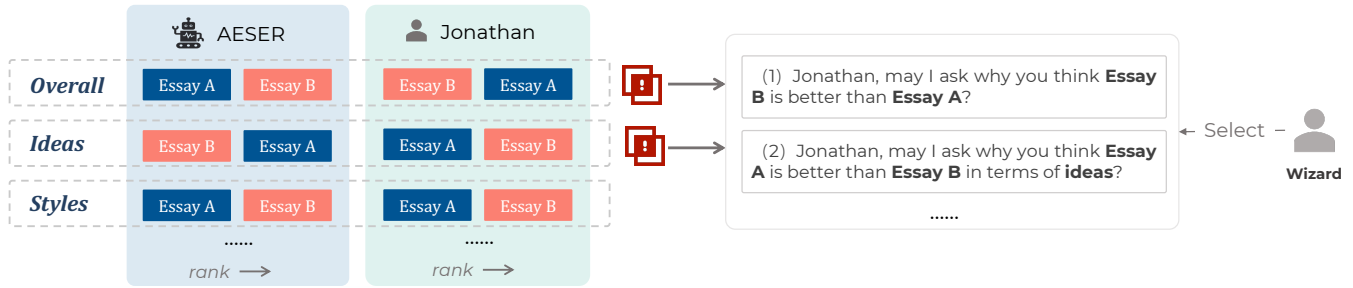 AESER
Jonathan
Overall
Essay A
Essay B
Essay B
Essay A
Ideas
Essay B
Essay A
Essay A
Essay B
Styles
Essay A
Essay B
Essay A
Essay B
......
......
rank
rank
!
!
(1) Jonathan, may I ask why you think Essay
B is better than Essay A?
(2) Jonathan, may I ask why you think Essay
A is better than Essay B in terms of ideas?
......
Select
Wizard